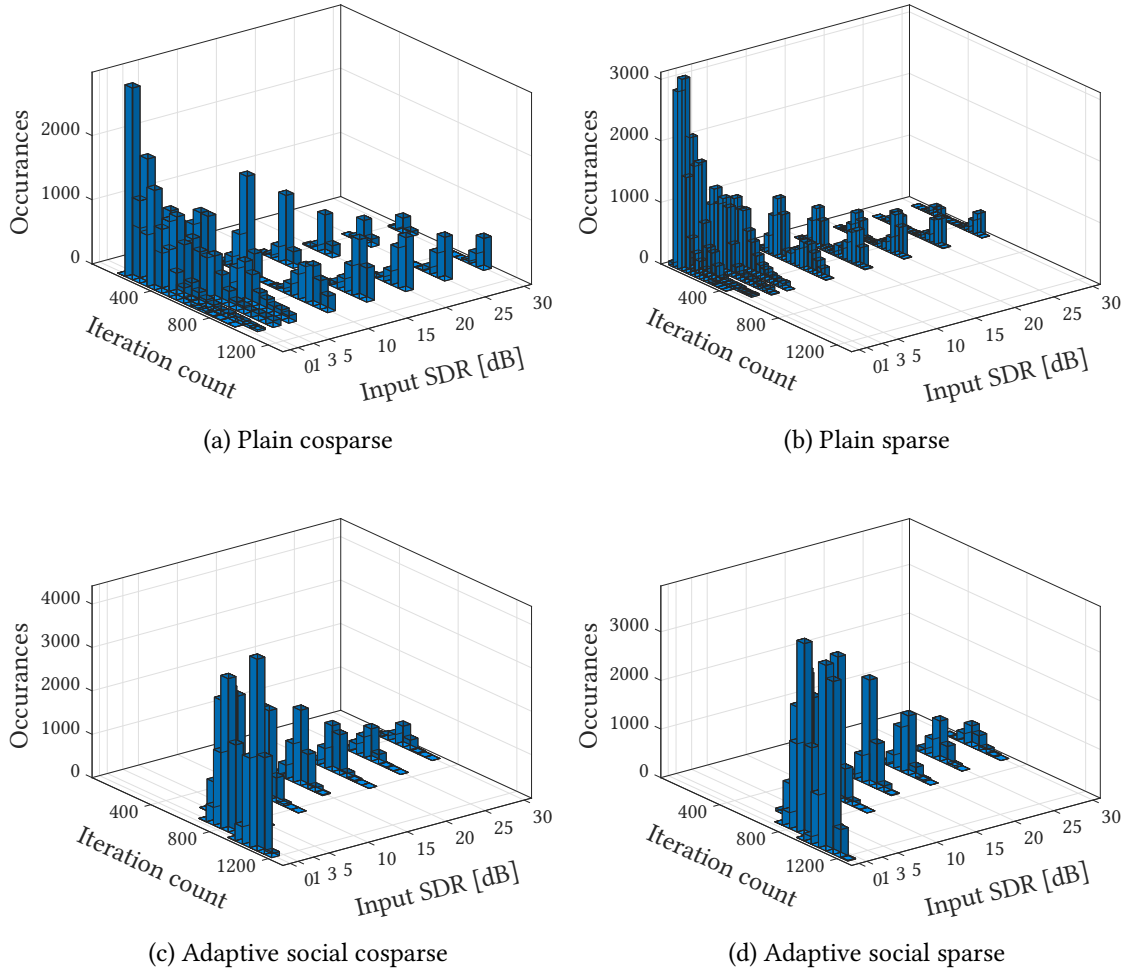 2000
1000
0
Occurances
400
800
1200
Iteration count
01 3 5 10 15 20 25 30
Input SDR [dB]
(a) Plain cosparse
3000
2000
1000
0
Occurances
400
800
1200
Iteration count
01 3 5 10 15 20 25 30
Input SDR [dB]
(b) Plain sparse
4000
3000
2000
1000
0
Occurances
400
800
1200
Iteration count
01 3 5 10 15 20 25 30
Input SDR [dB]
(c) Adaptive social cosparse
3000
2000
1000
0
Occurances
400
800
1200
Iteration count
01 3 5 10 15 20 25 30
Input SDR [dB]
(d) Adaptive social sparse